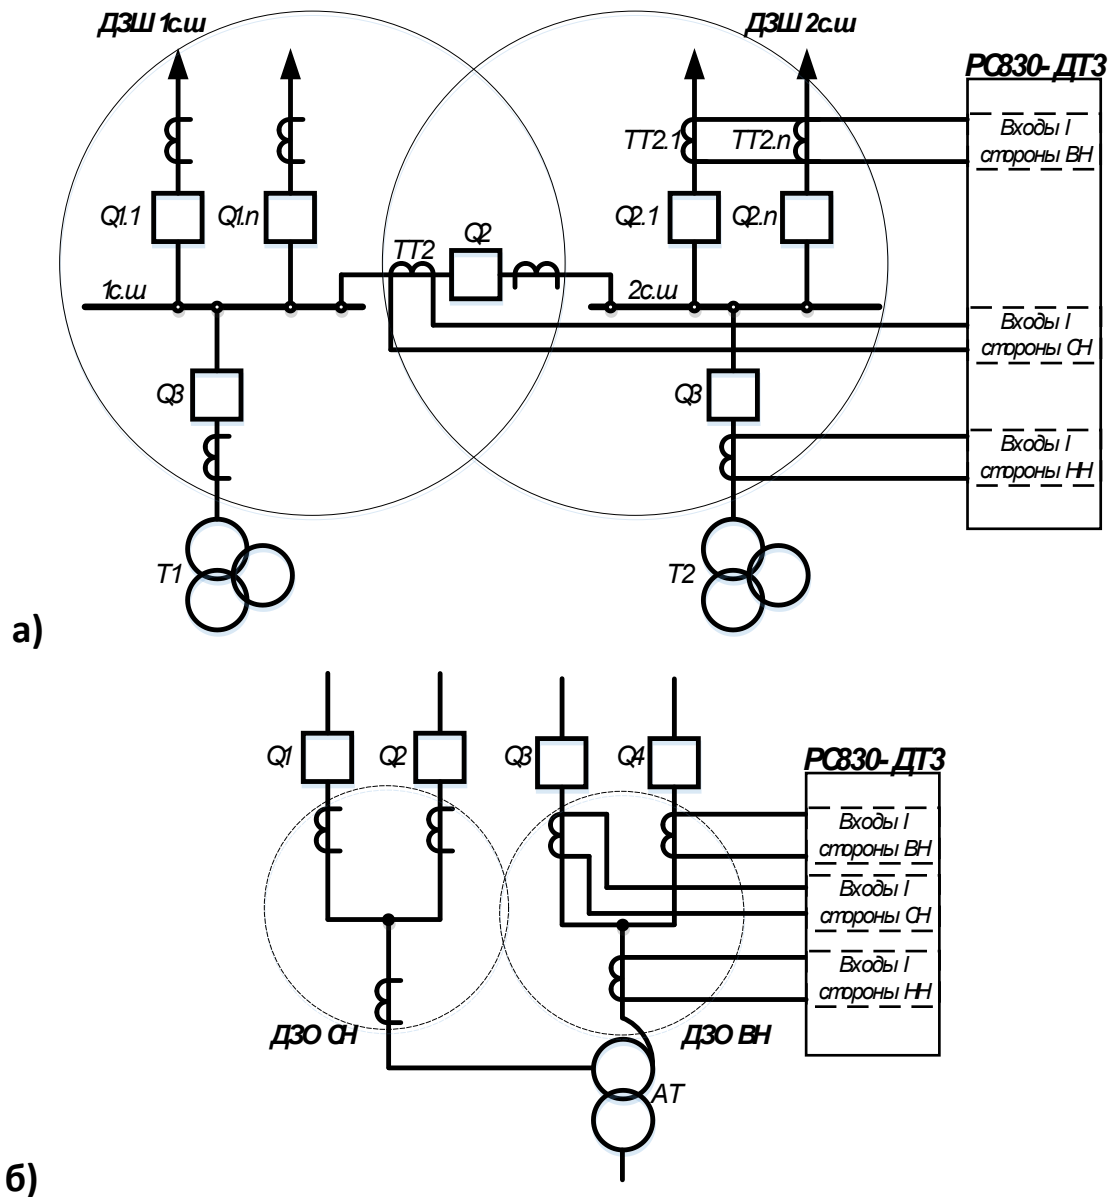 ДЗШ 1с.ш
ДЗШ 2с.ш
РС830-ДТЗ
Входы I
стороны ВН
ТТ2.1
ТТ2.n
Q1.1
Q1.n
Q2.1
Q2.n
ТТ2
Q2
1с.ш
2с.ш
Входы I
стороны СН
Q3
Q3
Входы I
стороны НН
Т1
Т2
а)
Q1
Q2
Q3
Q4
РС830-ДТЗ
Входы I
стороны ВН
Входы I
стороны СН
Входы I
стороны НН
ДЗО СН
ДЗО ВН
АТ
б)